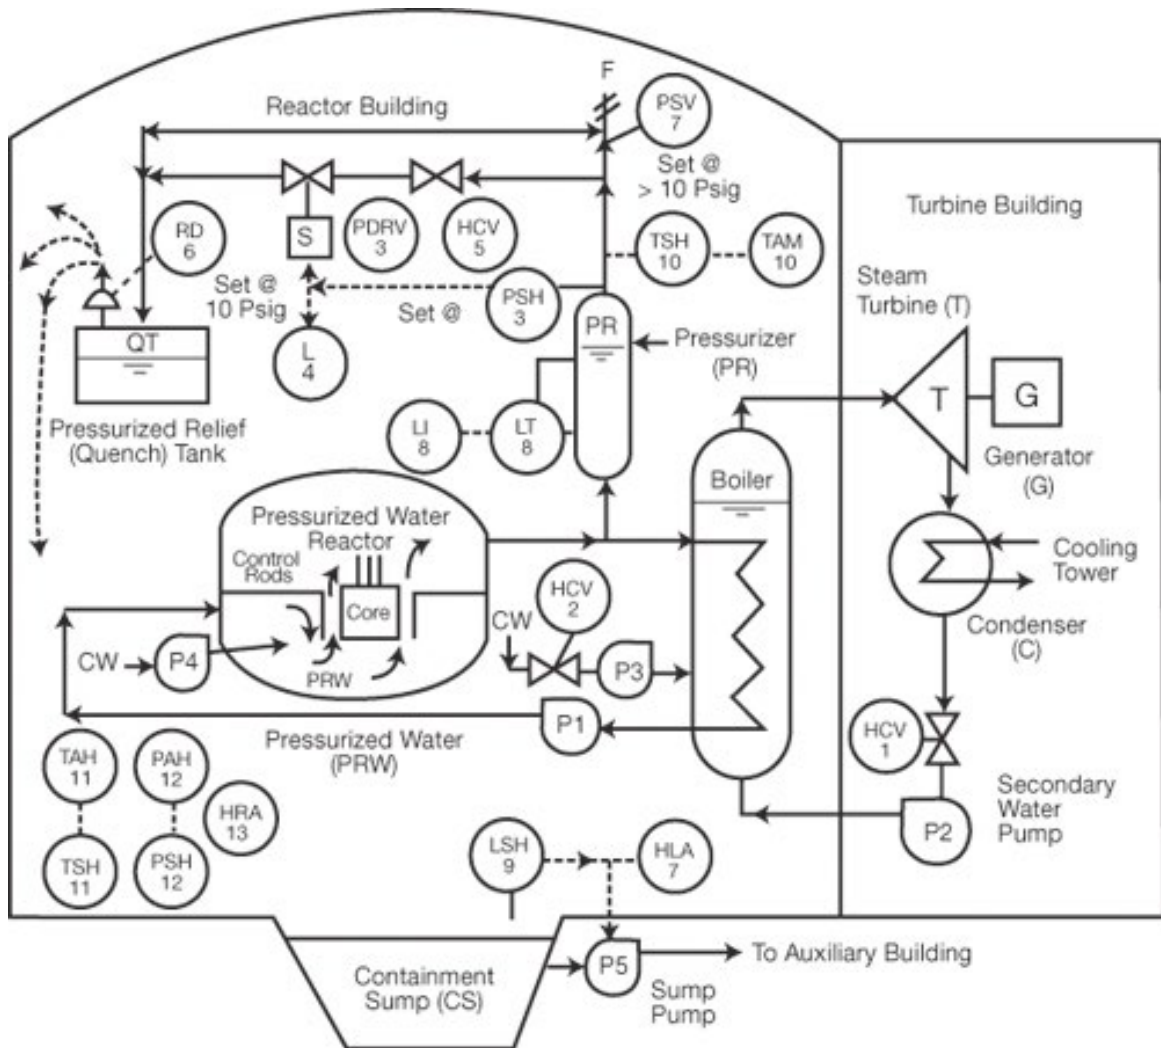 F
PSV
7
Reactor Building
Set @
> 10 Psig
Turbine Building
RD
6
S
PDRV
3
HCV
5
TSH
10
TAM
10
Set @
10 Psig
Set @
PSH
3
Steam
Turbine (T)
QT
L
4
PR
Pressurizer
(PR)
T
G
Pressurized Relief
(Quench) Tank
LI
8
LT
8
Generator
(G)
Boiler
Pressurized Water
Reactor
Control
Rods
Core
HCV
2
Cooling
Tower
CW
P4
PRW
CW
P3
Condenser
(C)
P1
HCV
1
Pressurized Water
(PRW)
TAH
11
PAH
12
HRA
13
Secondary
Water
Pump
P2
TSH
11
PSH
12
LSH
9
HLA
7
Containment
Sump (CS)
P5
To Auxiliary Building
Sump
Pump